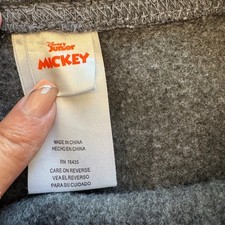 Disney
Junior
MICKEY
MADE IN CHINA
HECHO EN CHINA
RN 16435
CARE ON REVERSE
VEA EL REVERSO
PARA SU CUIDADO